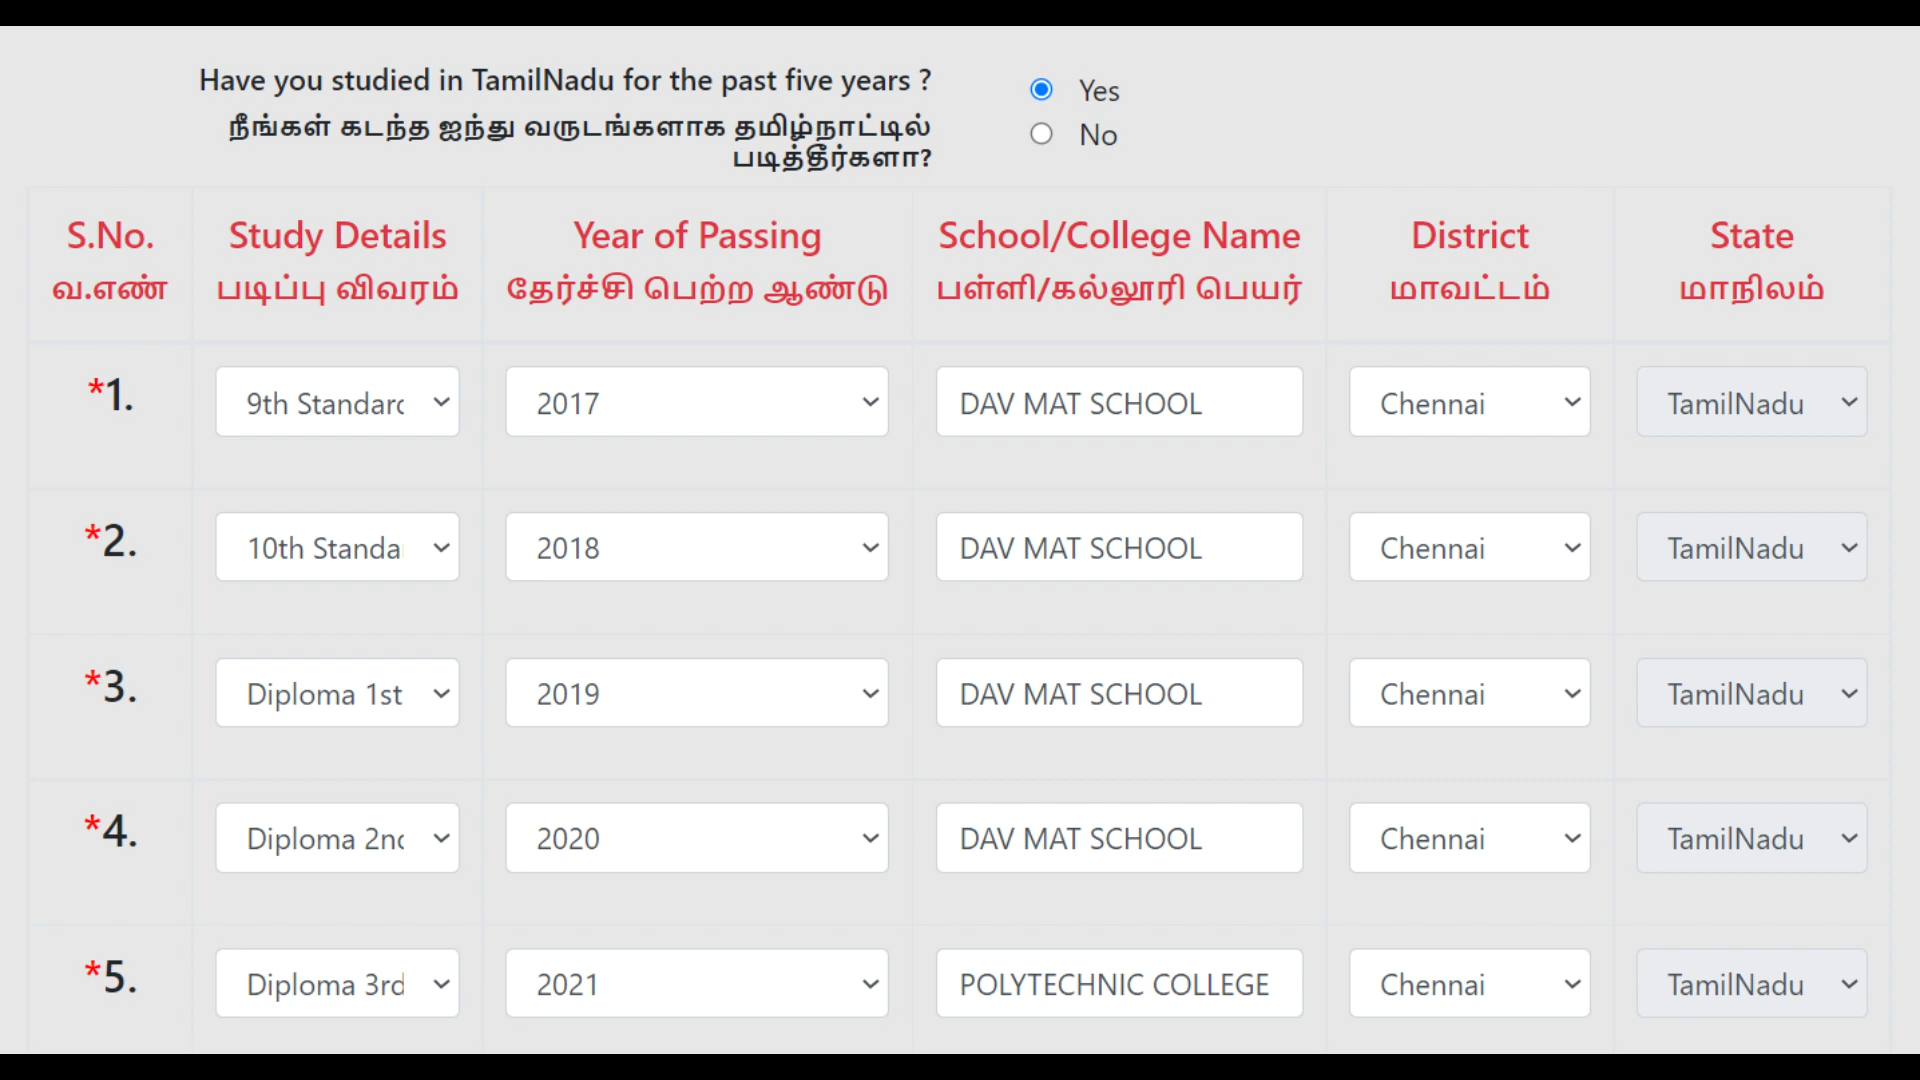 Have you studied in TamilNadu for the past five years ?
நீங்கள் கடந்த ஐந்து வருடங்களாக தமிழ்நாட்டில்
படித்தீர்களா?
Yes
No
S.No. Study Details Year of Passing School/College Name District State
வ.எண் படிப்பு விவரம் தேர்ச்சி பெற்ற ஆண்டு பள்ளி/கல்லூரி பெயர் மாவட்டம் மாநிலம்
*1. 9th Standard 2017 DAV MAT SCHOOL Chennai TamilNadu
*2. 10th Standa 2018 DAV MAT SCHOOL Chennai TamilNadu
*3. Diploma 1st 2019 DAV MAT SCHOOL Chennai TamilNadu
*4. Diploma 2nd 2020 DAV MAT SCHOOL Chennai TamilNadu
*5. Diploma 3rd 2021 POLYTECHNIC COLLEGE Chennai TamilNadu